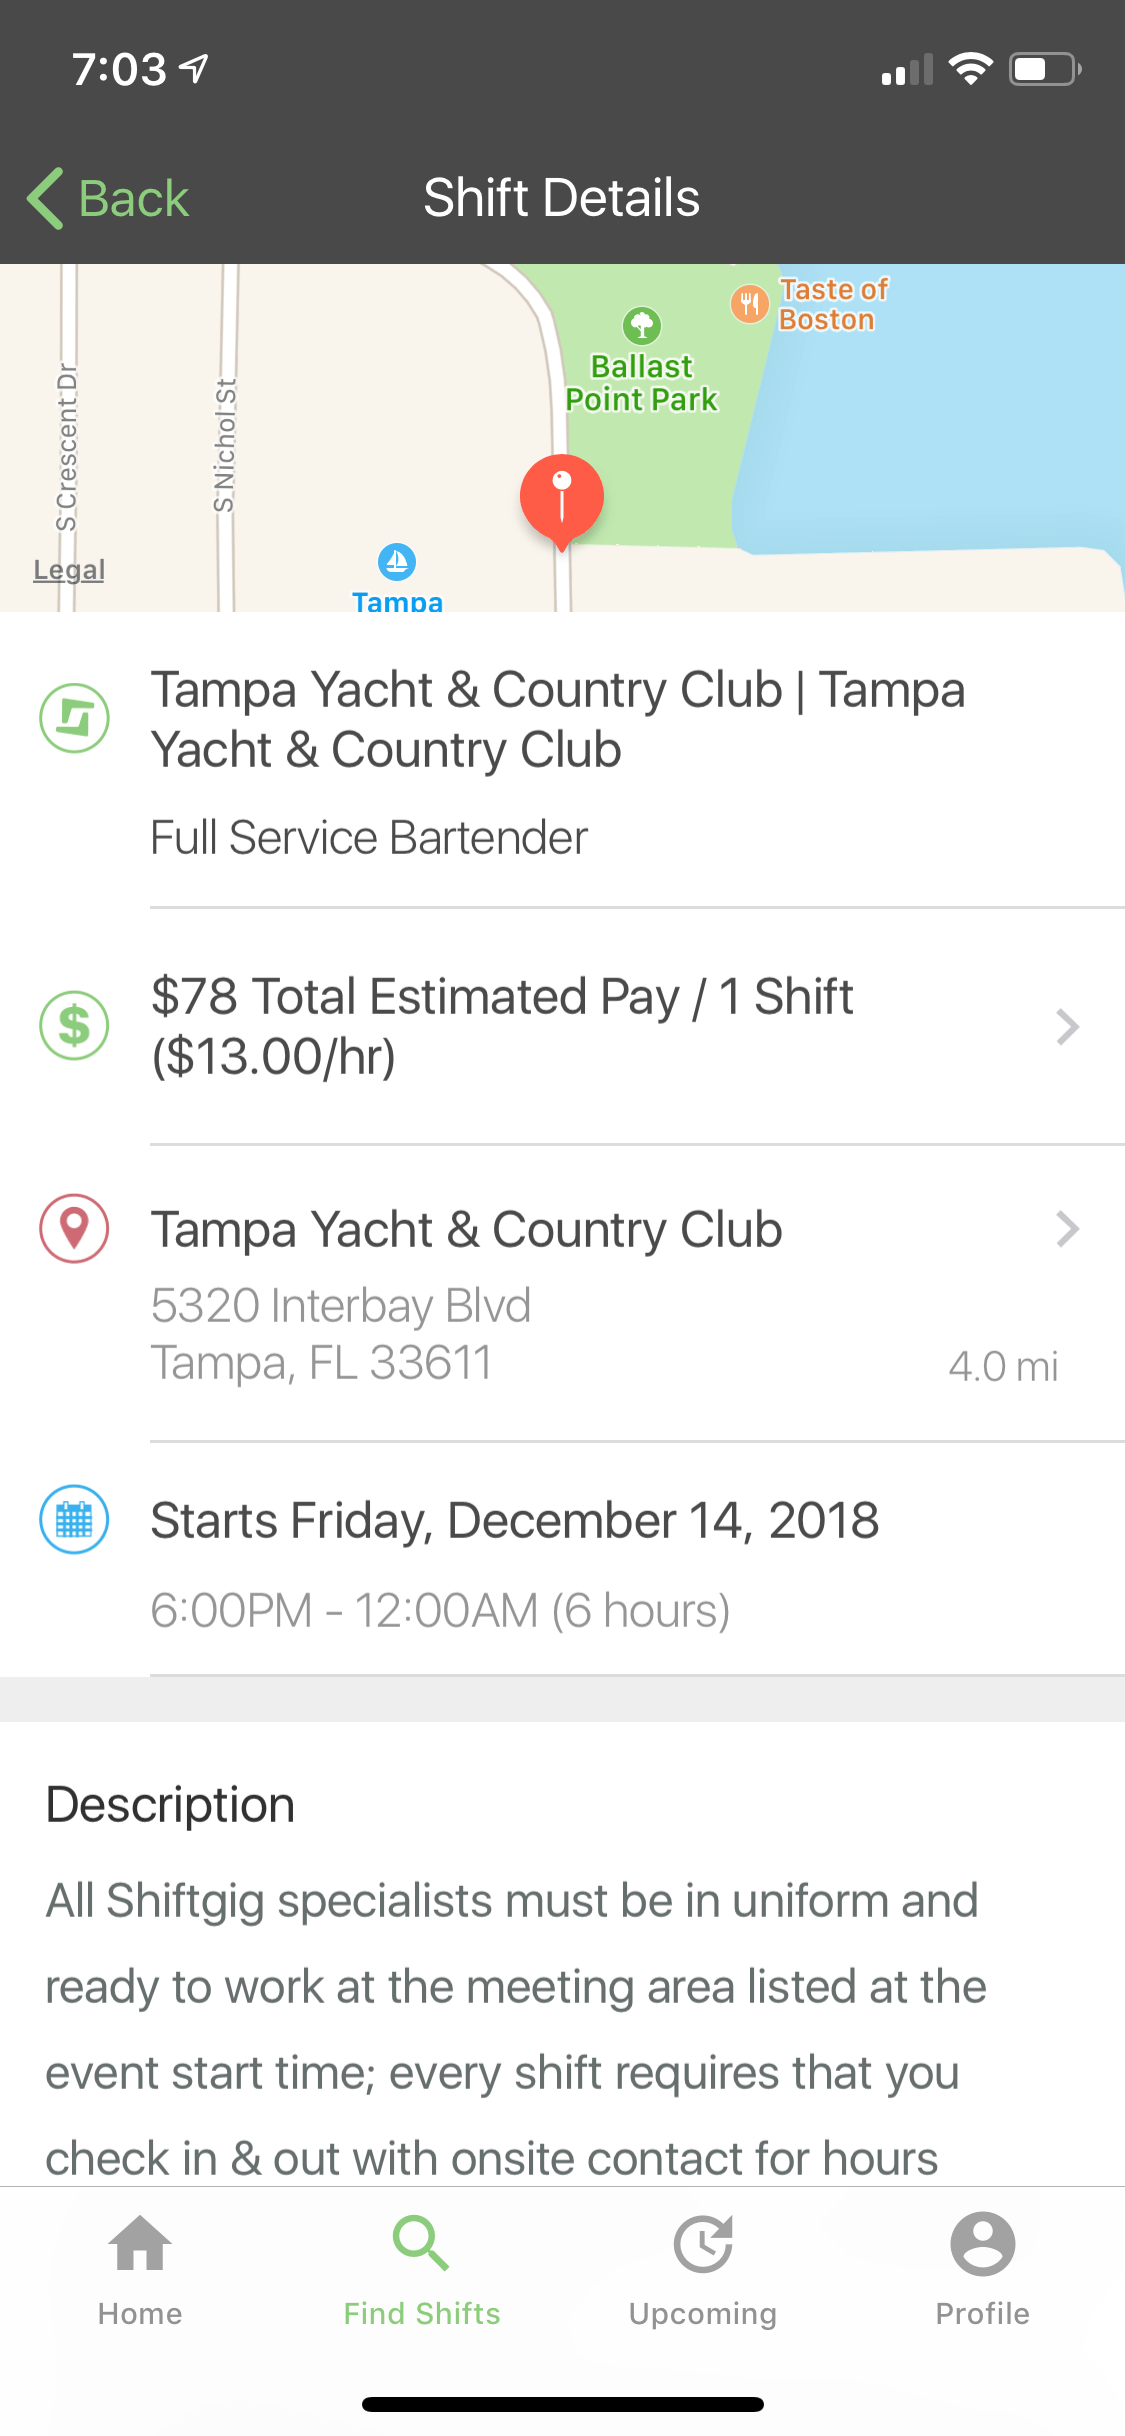 7:03
Back
Shift Details
Taste of
Boston
Ballast
Point Park
S Crescent Dr
S Nichol St
Legal
Tampa
Tampa Yacht & Country Club | Tampa
Yacht & Country Club
Full Service Bartender
$78 Total Estimated Pay / 1 Shift
($13.00/hr)
Tampa Yacht & Country Club
5320 Interbay Blvd
Tampa, FL 33611
4.0 mi
Starts Friday, December 14, 2018
6:00PM - 12:00AM (6 hours)
Description
All Shiftgig specialists must be in uniform and
ready to work at the meeting area listed at the
event start time; every shift requires that you
check in & out with onsite contact for hours
Home
Find Shifts
Upcoming
Profile